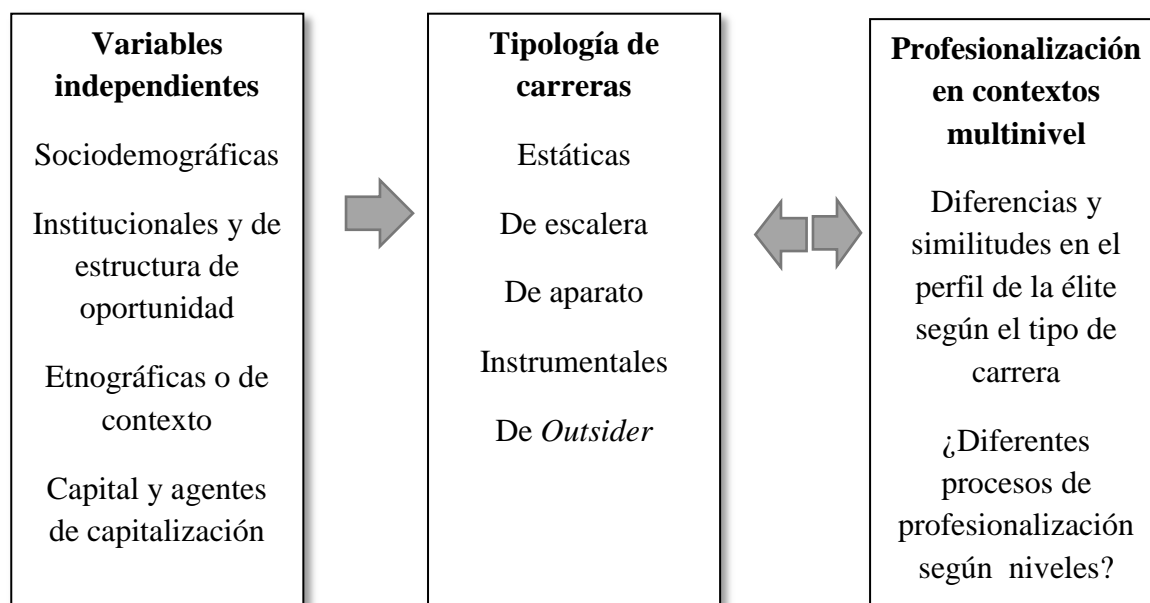 Variables
independientes
Sociodemográficas
Institucionales y de
estructura de
oportunidad
Etnográficas o de
contexto
Capital y agentes
de capitalización
Tipología de
carreras
Estáticas
De escalera
De aparato
Instrumentales
De Outsider
Profesionalización
en contextos
multinivel
Diferencias y
similitudes en el
perfil de la élite
según el tipo de
carrera
¿Diferentes
procesos de
profesionalización
según niveles?